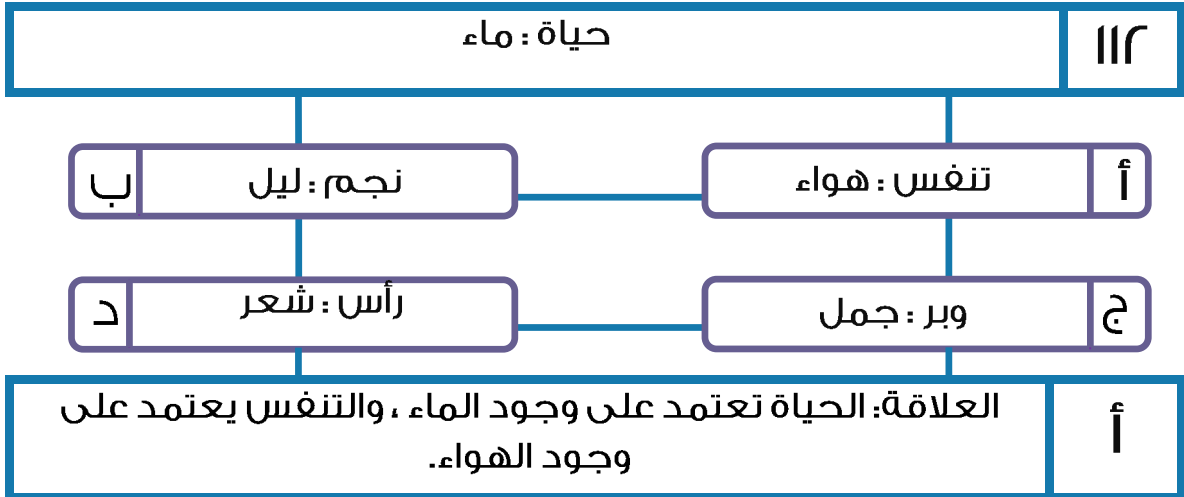 ١١٢
حياة : ماء
أ
تنفس : هواء
ب
نجم : ليل
ج
وبر : جمل
د
رأس : شعر
أ
العلاقة: الحياة تعتمد على وجود الماء ، والتنفس يعتمد على
وجود الهواء.